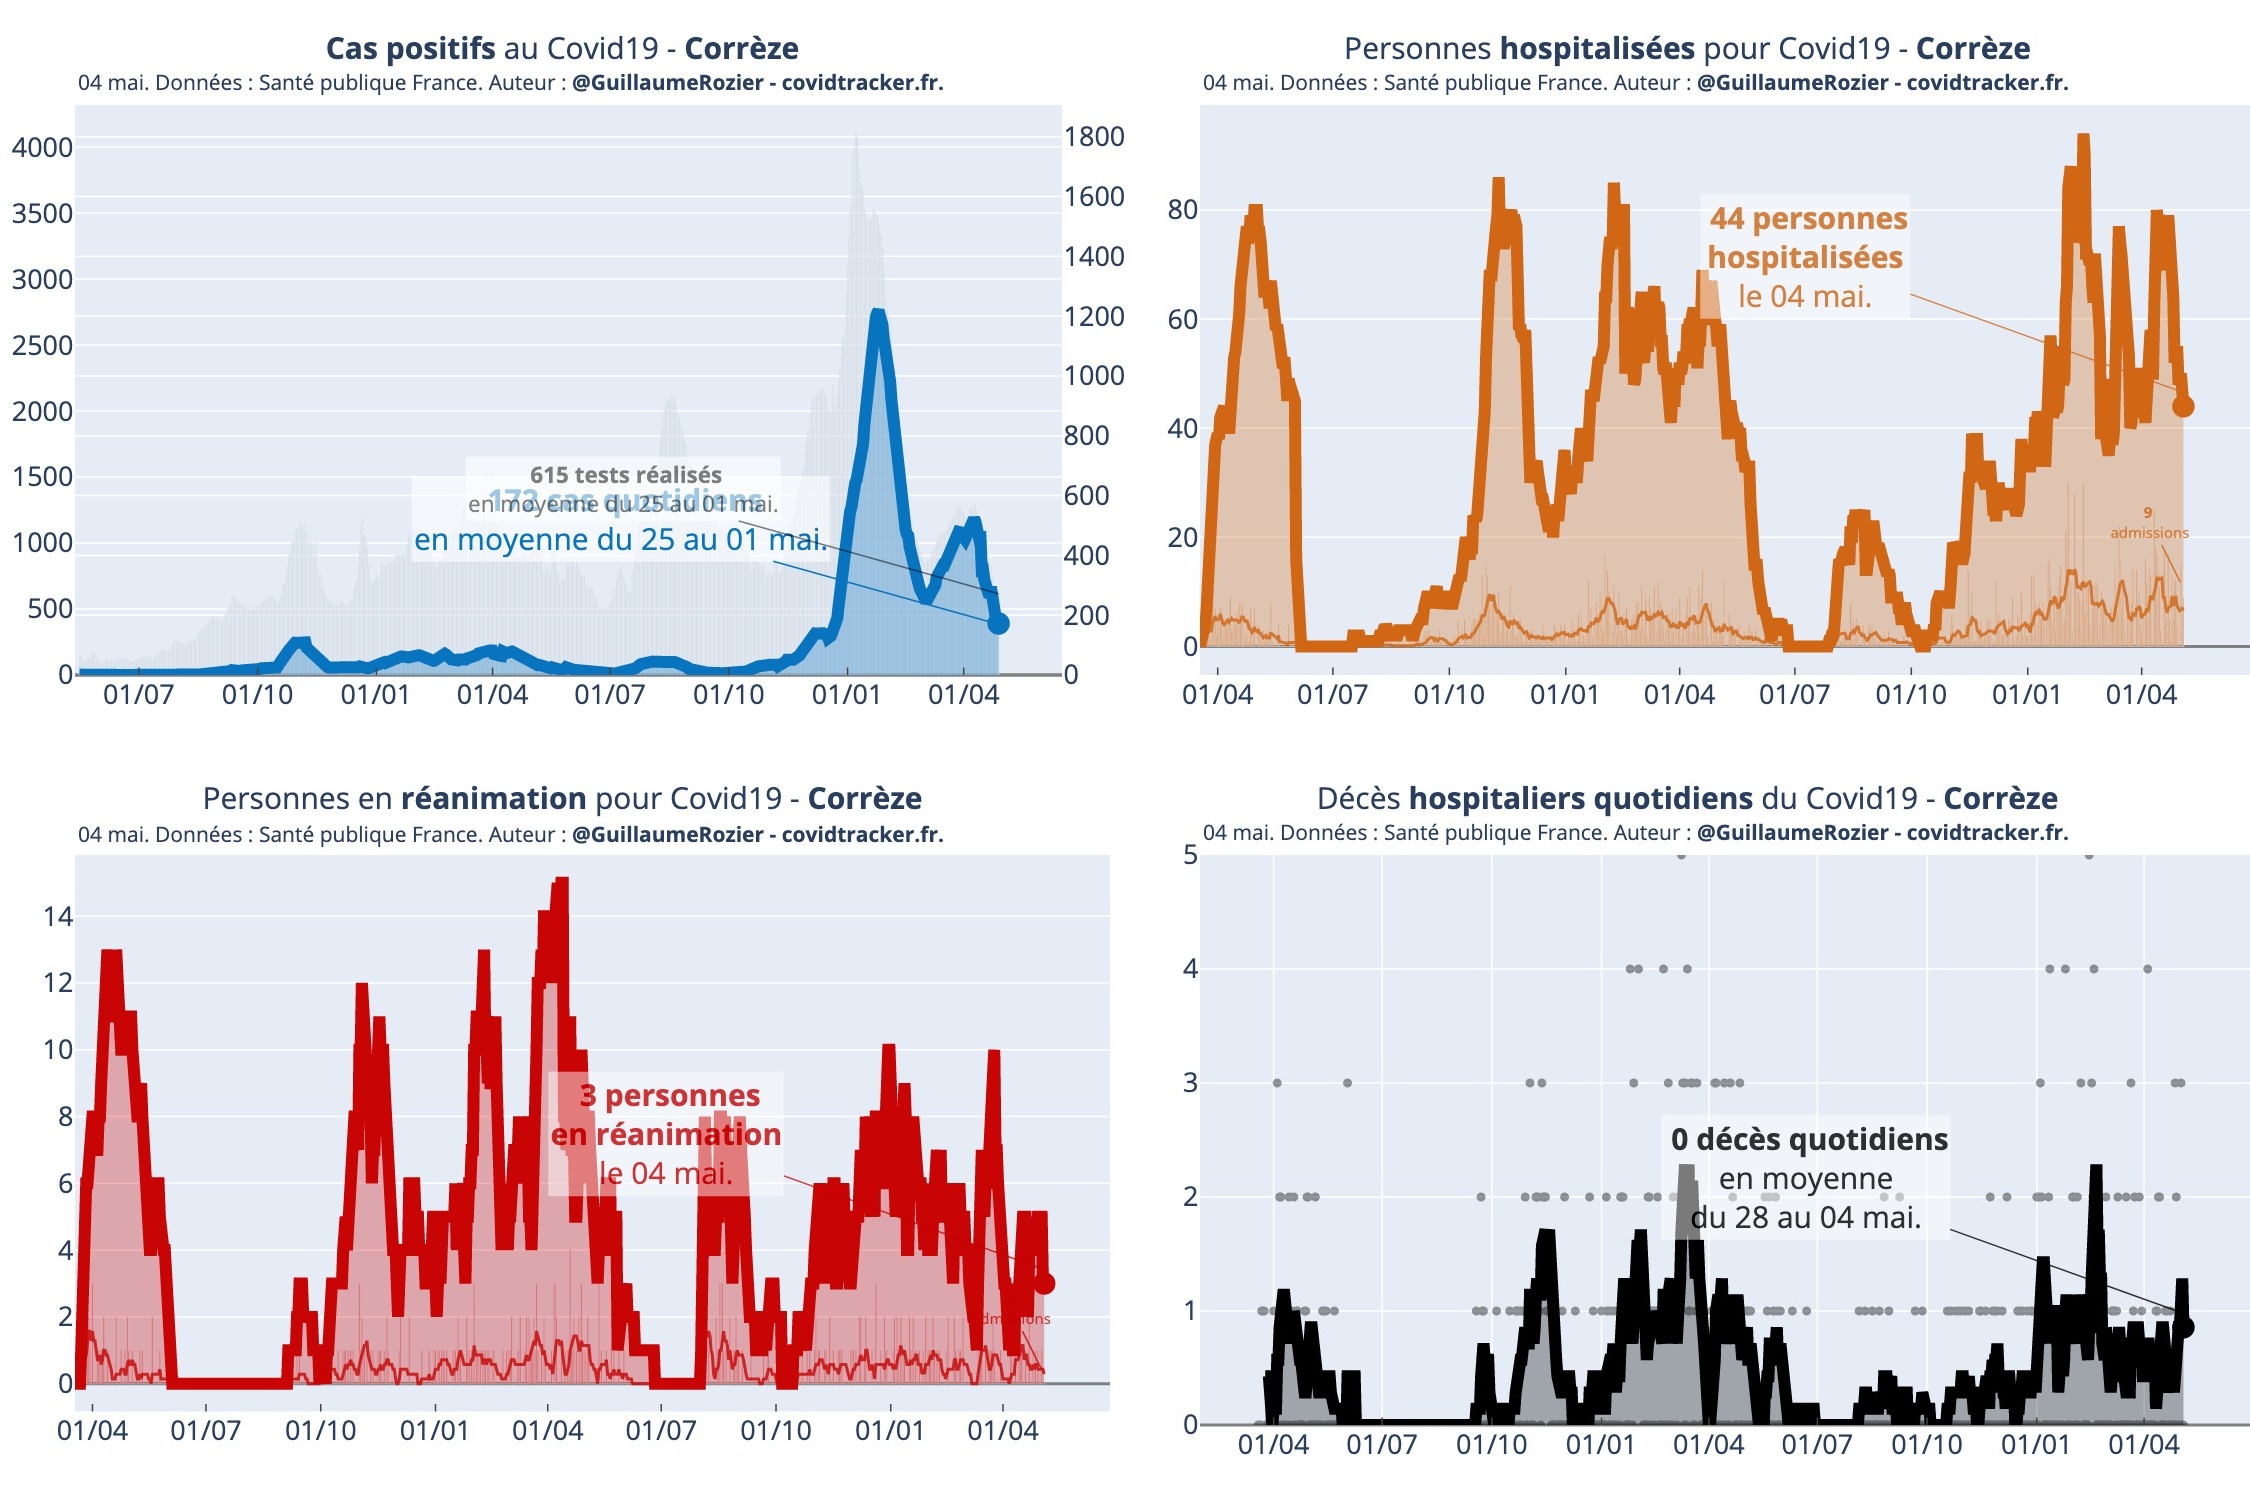 Cas positifs au Covid19 - Corrèze
04 mai. Données : Santé publique France. Auteur : @GuillaumeRozier - covidtracker.fr.
4000
3500
3000
2500
2000
1500
1000
500
0
1800
1600
1400
1200
1000
800
600
400
200
0
615 tests réalisés
en moyenne du 25 au 01 mai.
172 cas quotidiens
en moyenne du 25 au 01 mai.
01/07 01/10 01/01 01/04 01/07 01/10 01/01 01/04
Personnes hospitalisées pour Covid19 - Corrèze
04 mai. Données : Santé publique France. Auteur : @GuillaumeRozier - covidtracker.fr.
80
60
40
20
0
44 personnes
hospitalisées
le 04 mai.
9
admissions
01/04 01/07 01/10 01/01 01/04 01/07 01/10 01/01 01/04
Personnes en réanimation pour Covid19 - Corrèze
04 mai. Données : Santé publique France. Auteur : @GuillaumeRozier - covidtracker.fr.
14
12
10
8
6
4
2
0
3 personnes
en réanimation
le 04 mai.
admissions
01/04 01/07 01/10 01/01 01/04 01/07 01/10 01/01 01/04
Décès hospitaliers quotidiens du Covid19 - Corrèze
04 mai. Données : Santé publique France. Auteur : @GuillaumeRozier - covidtracker.fr.
5
4
3
2
1
0
0 décès quotidiens
en moyenne
du 28 au 04 mai.
01/04 01/07 01/10 01/01 01/04 01/07 01/10 01/01 01/04